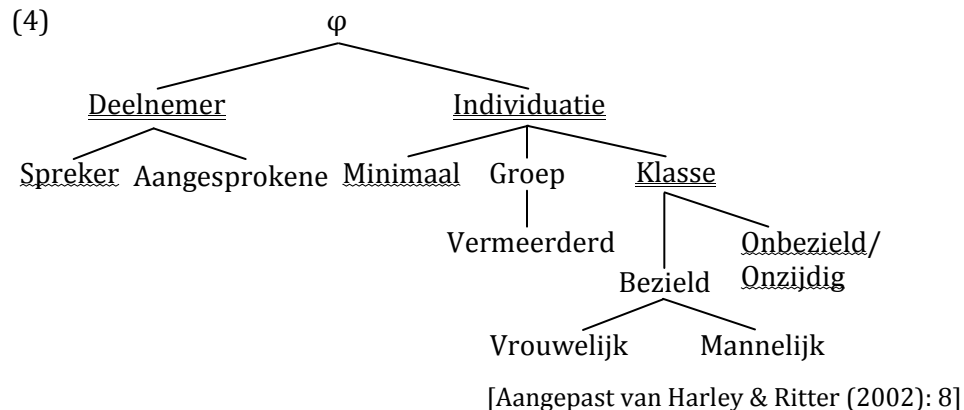 (4) φ
Deelnemer Individuatie
Spreker Aangesprokene Minimaal Groep Klasse
Vermeerderd Onbezield/
Bezield Onzijdig
Vrouwelijk Mannelijk
[Aangepast van Harley & Ritter (2002): 8]